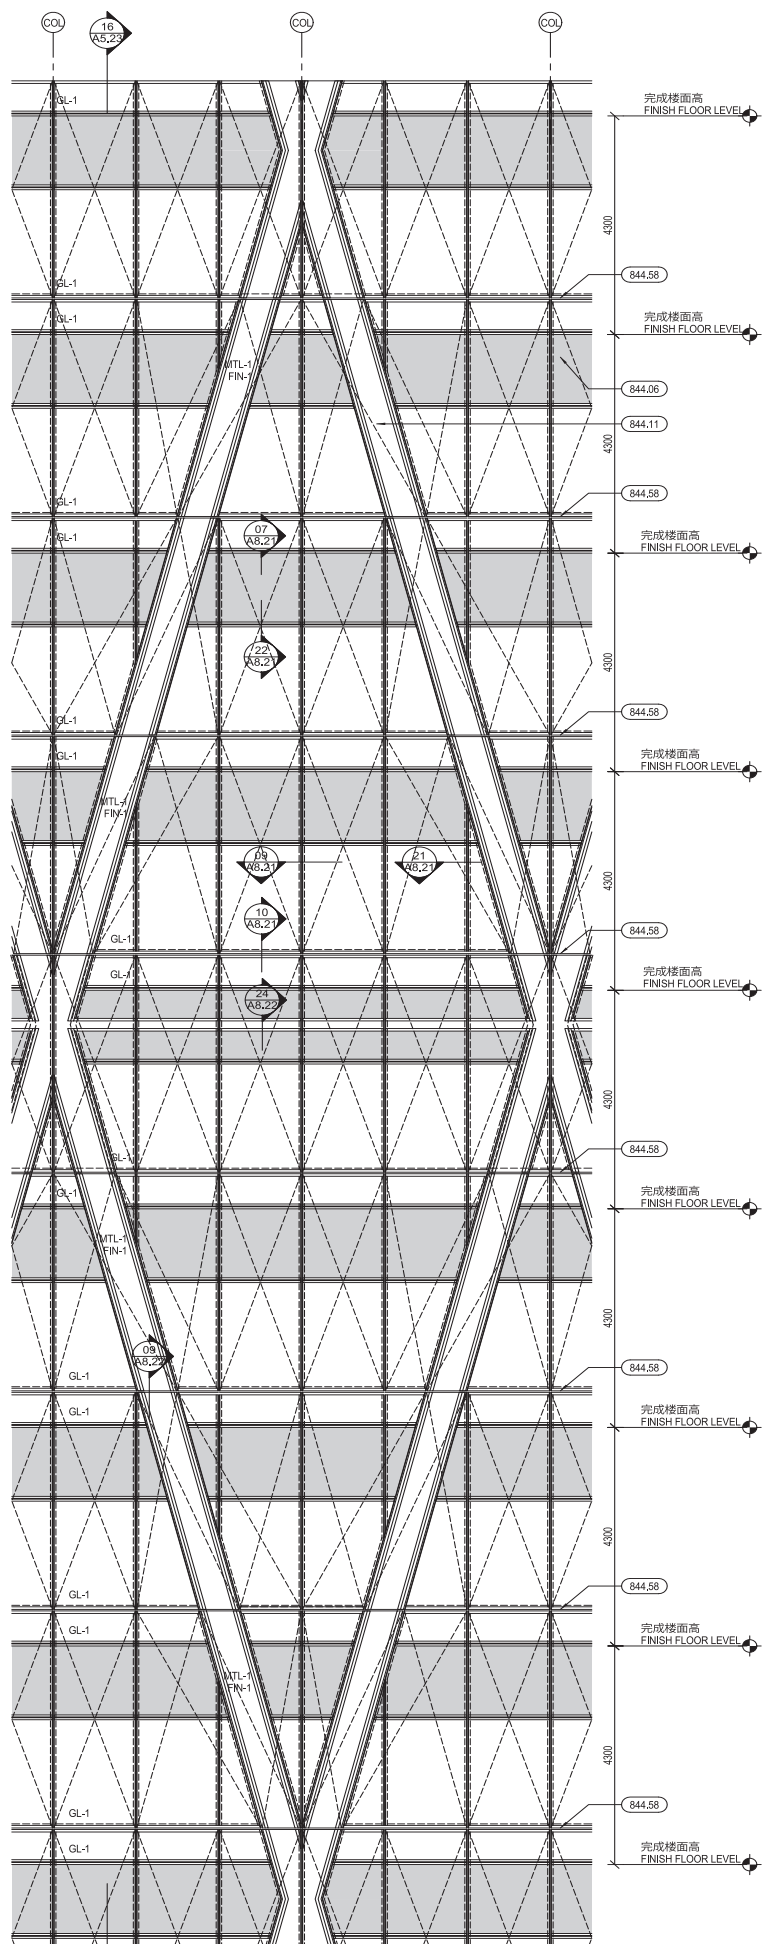 COL
COL
COL
16
A5.23
GL-1
完成楼面高
FINISH FLOOR LEVEL
4300
844.58
GL-1
GL-1
完成楼面高
FINISH FLOOR LEVEL
MTL-1
FIN-1
844.06
844.11
4300
844.58
GL-1
GL-1
07
A8.21
完成楼面高
FINISH FLOOR LEVEL
22
A8.21
4300
844.58
GL-1
GL-1
完成楼面高
FINISH FLOOR LEVEL
MTL-1
FIN-1
09
A8.21
21
A8.21
4300
10
A8.21
844.58
GL-1
GL-1
完成楼面高
FINISH FLOOR LEVEL
24
A8.22
4300
844.58
GL-1
GL-1
完成楼面高
FINISH FLOOR LEVEL
MTL-1
FIN-1
4300
09
A8.22
844.58
GL-1
GL-1
完成楼面高
FINISH FLOOR LEVEL
4300
844.58
GL-1
GL-1
完成楼面高
FINISH FLOOR LEVEL
MTL-1
FIN-1
4300
844.58
GL-1
GL-1
完成楼面高
FINISH FLOOR LEVEL